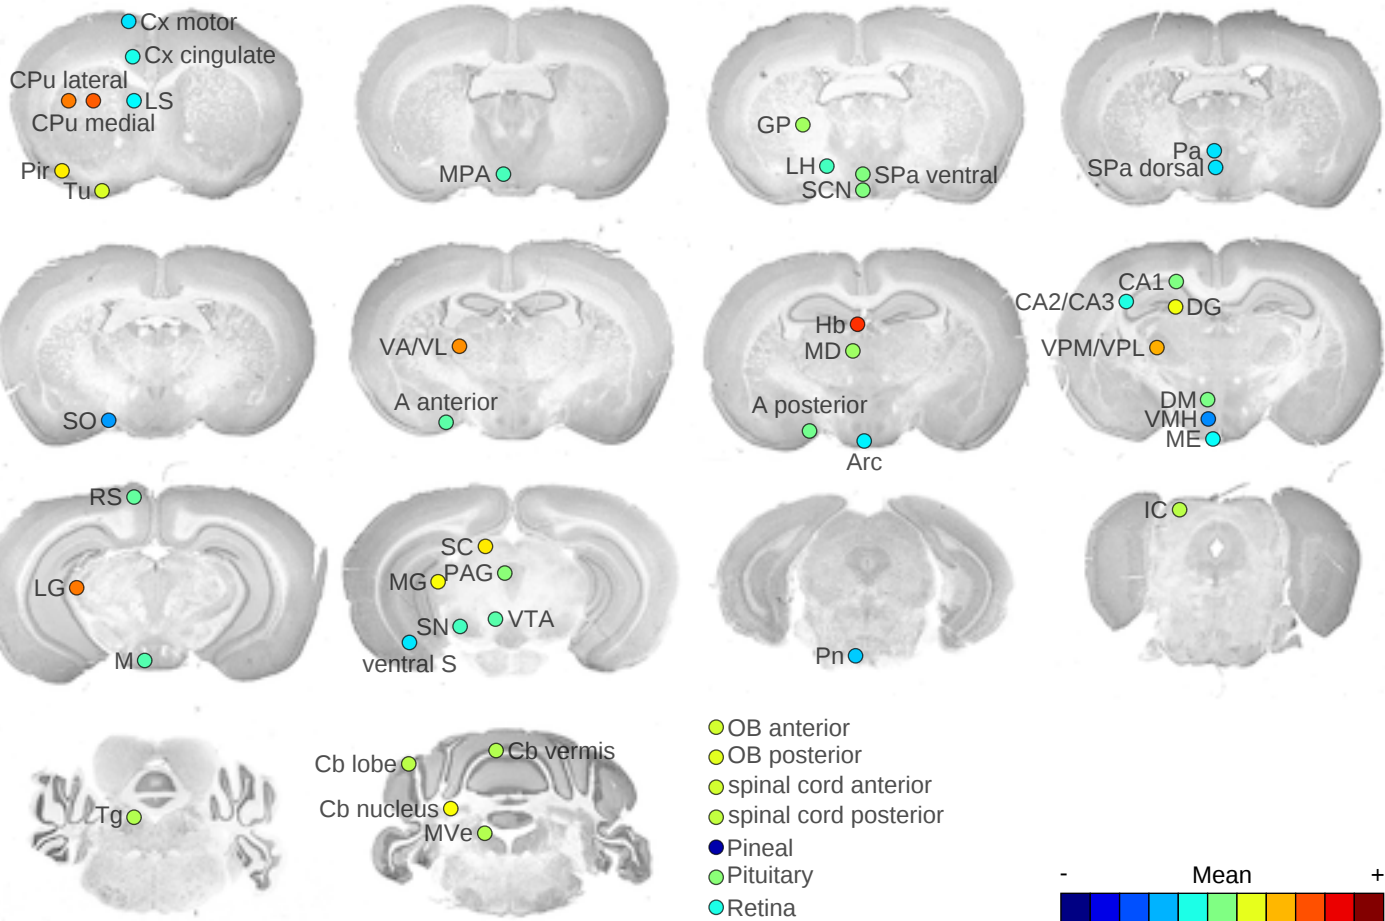 Cx motor
Cx cingulate
CPu lateral
LS
CPu medial
Pir
Tu
MPA
GP
LH
SPa ventral
SCN
Pa
SPa dorsal
SO
VA/VL
A anterior
Hb
MD
A posterior
Arc
CA1
CA2/CA3
DG
VPM/VPL
DM
VMH
ME
RS
LG
M
SC
MG
PAG
SN
VTA
ventral S
Pn
IC
Tg
Cb lobe
Cb vermis
Cb nucleus
MVe
OB anterior
OB posterior
spinal cord anterior
spinal cord posterior
Pineal
Pituitary
Retina
- Mean +